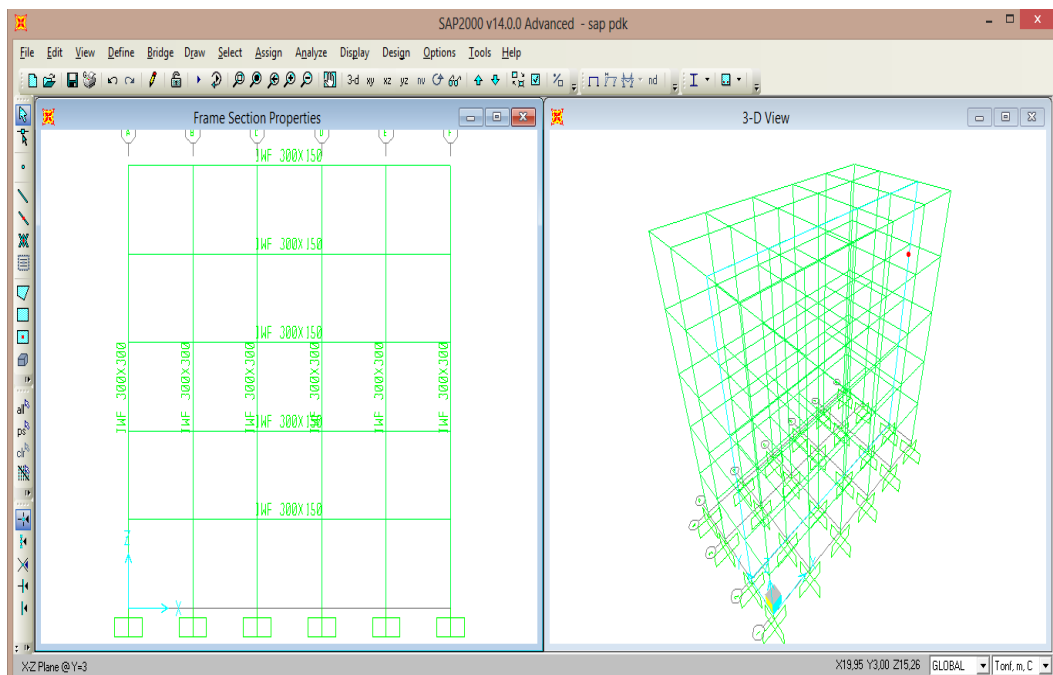 SAP2000 v14.0.0 Advanced - sap pdk
File Edit View Define Bridge Draw Select Assign Analyze Display Design Options Tools Help
3-d xy xz yz nv nd
Frame Section Properties
3-D View
A B C D E F
IWF 300X150
IWF 300X150
IWF 300X150
IWF 300X300 IWF 300X300 IWF 300X300 IWF 300X300 IWF 300X300 IWF 300X300
IWF 300X150
IWF 300X150
Z
X
all
ps
clr
X-Z Plane @ Y=3
X19,95 Y3,00 Z15,26 GLOBAL Tonf, m, C